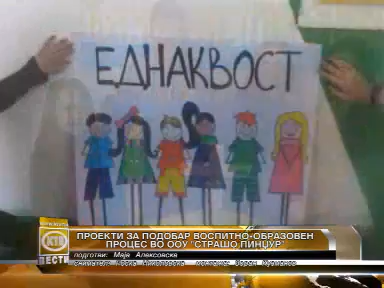 ЕДНАКВОСТ
ПРОЕКТИ ЗА ПОДОБАР ВОСПИТНО-ОБРАЗОВЕН
ПРОЦЕС ВО ООУ "СТРАШО ПИНЏУР"
подготви: Маја Алексовска
ВЕСТИ